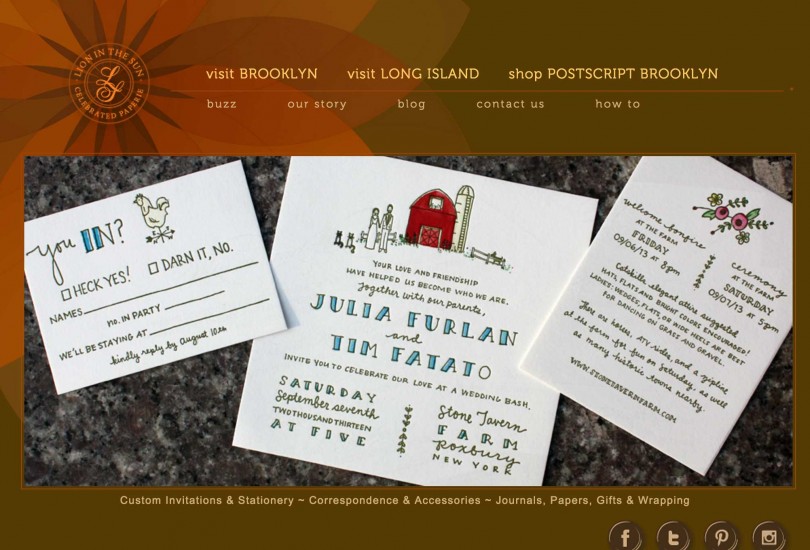 LION IN THE SUN
LS
CELEBRATED PAPERIE
visit BROOKLYN
visit LONG ISLAND
shop POSTSCRIPT BROOKLYN
buzz
our story
blog
contact us
how to
you IN?
HECK YES!
DARN IT, NO.
NAMES
no. IN PARTY
WE'LL BE STAYING AT
kindly reply by August 10th
YOUR LOVE AND FRIENDSHIP
HAVE HELPED US BECOME WHO WE ARE.
Together with our parents,
JULIA FURLAN
and
TIM FATATO
INVITE YOU TO CELEBRATE OUR LOVE AT A WEDDING BASH.
SATURDAY
September seventh
TWO THOUSAND THIRTEEN
AT FIVE
Stone Tavern
FARM
Roxbury
NEW YORK
welcome bonfire
AT THE FARM
FRIDAY
09/06/13 AT 8pm
ceremony
AT THE FARM
SATURDAY
09/07/13 AT 5pm
Catskills elegant attire suggested.
HATS, FLATS AND BRIGHT COLORS ENCOURAGED!
LADIES: WEDGES, FLATS, OR WIDE HEELS ARE BEST
FOR DANCING ON GRASS AND GRAVEL.
There are horses, ATV rides, and a zipline
at the farm for fun on Saturday, as well
as many historic towns nearby.
WWW.STONETAVERNFARM.COM
Custom Invitations & Stationery ~ Correspondence & Accessories ~ Journals, Papers, Gifts & Wrapping